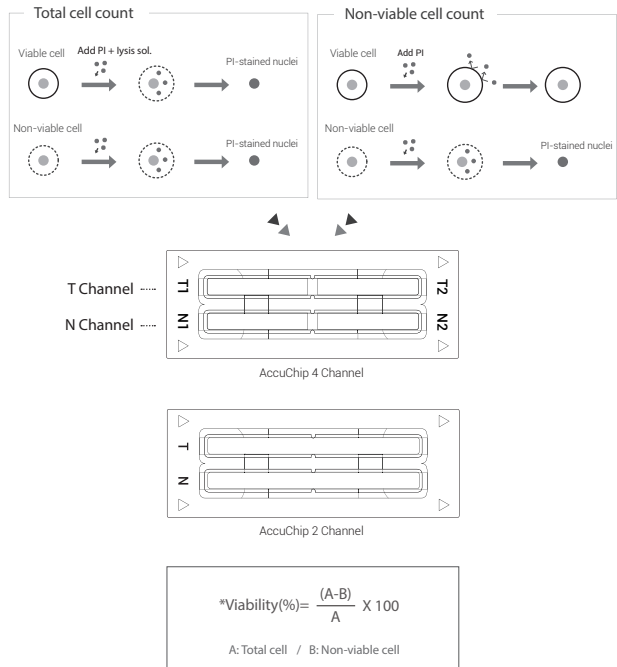 Total cell count
Viable cell
Add PI + lysis sol.
PI-stained nuclei
Non-viable cell
PI-stained nuclei
Non-viable cell count
Viable cell
Add PI
Non-viable cell
PI-stained nuclei
T Channel
T1
T2
N Channel
N1
N2
AccuChip 4 Channel
T
N
AccuChip 2 Channel
*Viability(%)= (A-B) / A X 100
A: Total cell / B: Non-viable cell